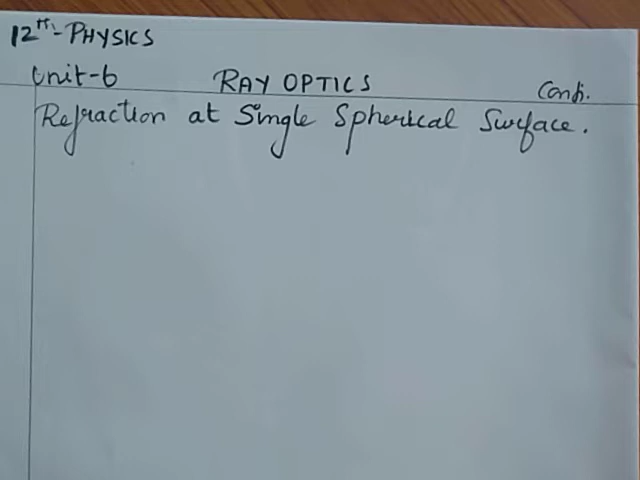 12th- PHYSICS
Unit-6 RAY OPTICS Contd.
Refraction at Single Spherical Surface.